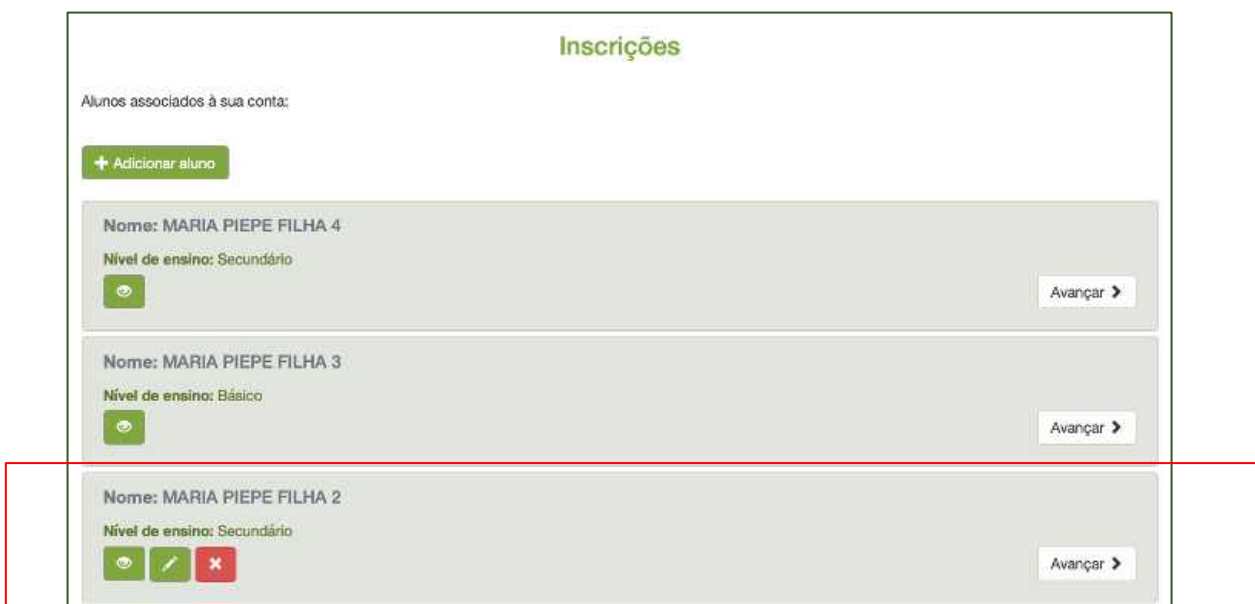 Inscrições
Alunos associados à sua conta:
Adicionar aluno
Nome: MARIA PIEPE FILHA 4
Nível de ensino: Secundário
Avançar
Nome: MARIA PIEPE FILHA 3
Nível de ensino: Básico
Avançar
Nome: MARIA PIEPE FILHA 2
Nível de ensino: Secundário
Avançar